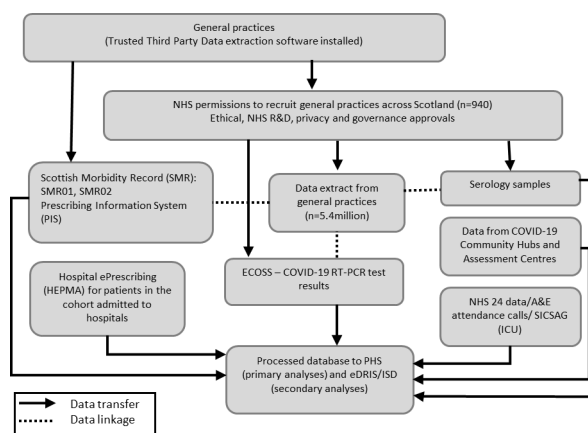 General practices
(Trusted Third Party Data extraction software installed)
NHS permissions to recruit general practices across Scotland (n=940)
Ethical, NHS R&D, privacy and governance approvals
Scottish Morbidity Record (SMR):
SMR01, SMR02
Prescribing Information System
(PIS)
Data extract from
general practices
(n=5.4million)
Serology samples
Data from COVID-19
Community Hubs and
Assessment Centres
Hospital ePrescribing
(HEPMA) for patients in the
cohort admitted to
hospitals
ECOSS – COVID-19 RT-PCR test
results
NHS 24 data/A&E
attendance calls/ SICSAG
(ICU)
Processed database to PHS
(primary analyses) and eDRIS/ISD
(secondary analyses)
Data transfer
Data linkage